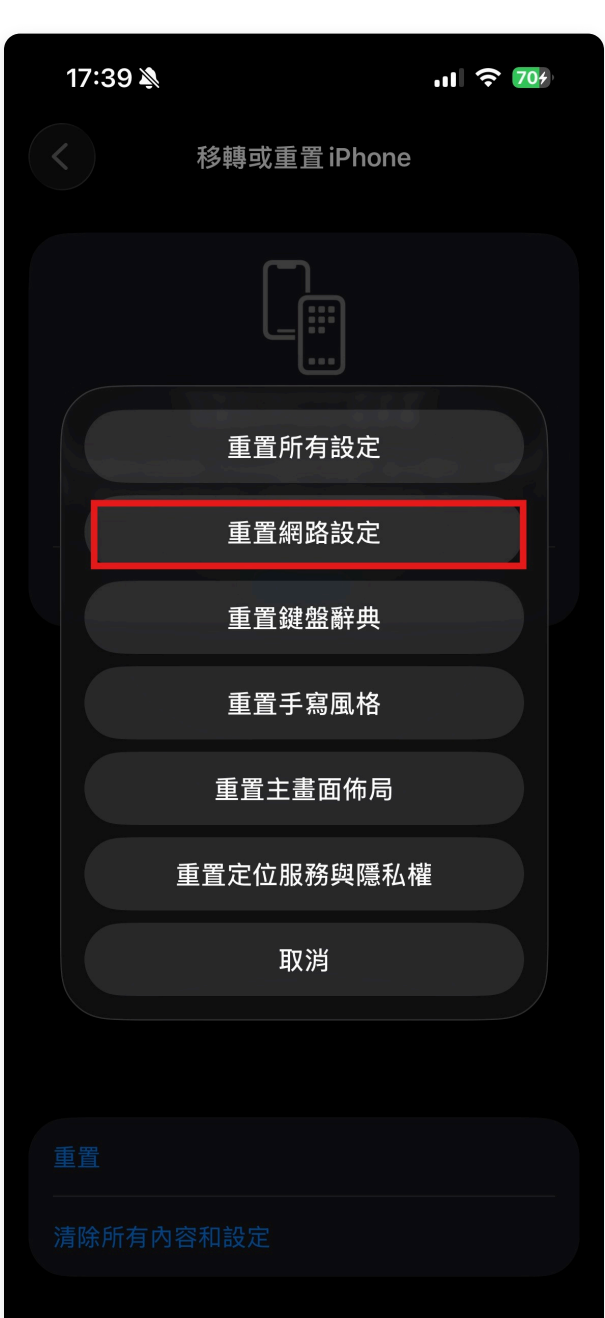 17:39
70
移轉或重置 iPhone
重置所有設定
重置網路設定
重置鍵盤辭典
重置手寫風格
重置主畫面佈局
重置定位服務與隱私權
取消
重置
清除所有內容和設定